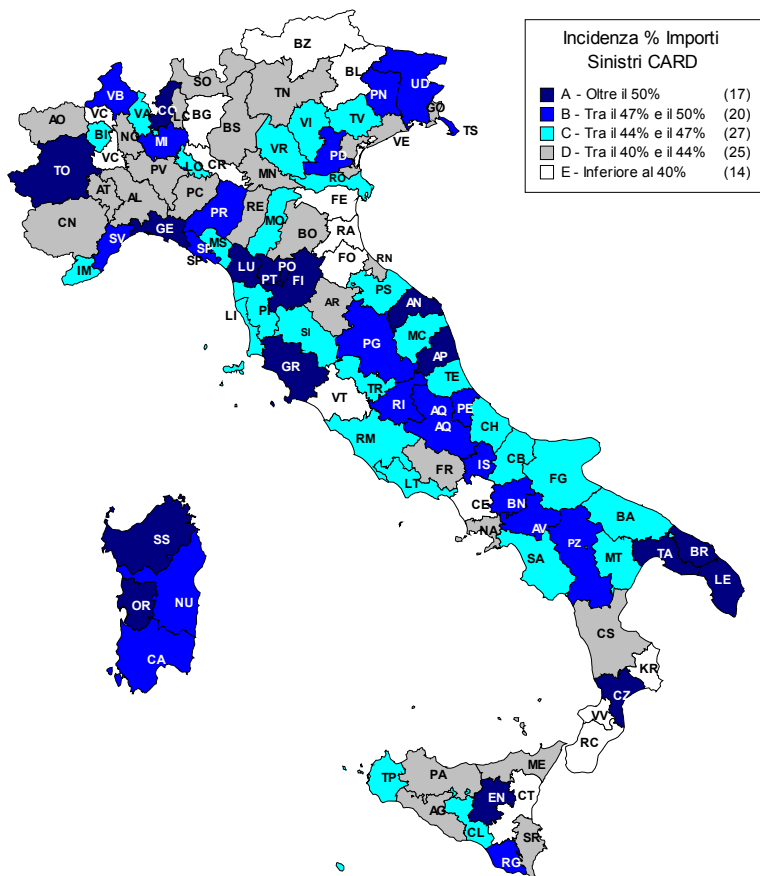 Incidenza % Importi
Sinistri CARD
A - Oltre il 50% (17)
B - Tra il 47% e il 50% (20)
C - Tra il 44% e il 47% (27)
D - Tra il 40% e il 44% (25)
E - Inferiore al 40% (14)
BZ
BL
UD
SO
TN
PN
VB
VC
VA
CO
LC
BG
GO
AO
BI
NO
BS
VI
TV
TS
VC
MI
VR
PD
VE
TO
LO
CR
PV
MN
RO
AT
AL
PC
FE
CN
PR
RE
MO
GE
BO
RA
SV
SP
MS
FO
SP
RN
IM
LU
PO
PT
FI
PS
AN
LI
PI
AR
SI
PG
MC
AP
GR
TR
TE
VT
RI
AQ
PE
AQ
CH
RM
CB
IS
FR
FG
LT
CE
BN
BA
NA
AV
PZ
SS
SA
MT
TA
BR
LE
OR
NU
CS
CA
KR
CZ
VV
RC
ME
TP
PA
EN
CT
AG
CL
SR
RG